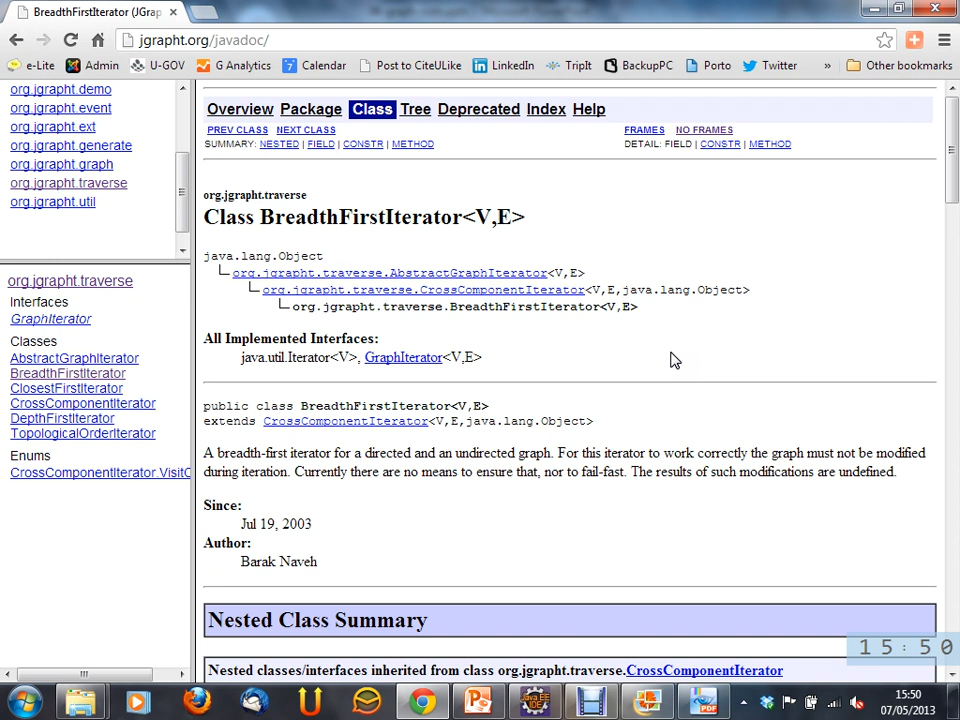 BreadthFirstIterator (JGrap
jgrapht.org/javadoc/
e-Lite Admin U-GOV G Analytics Calendar Post to CiteULike LinkedIn TripIt BackupPC Porto Twitter » Other bookmarks
org.jgrapht.demo
org.jgrapht.event
org.jgrapht.ext
org.jgrapht.generate
org.jgrapht.graph
org.jgrapht.traverse
org.jgrapht.util
org.jgrapht.traverse
Interfaces
GraphIterator
Classes
AbstractGraphIterator
BreadthFirstIterator
ClosestFirstIterator
CrossComponentIterator
DepthFirstIterator
TopologicalOrderIterator
Enums
CrossComponentIterator.VisitC
Overview Package Class Tree Deprecated Index Help
PREV CLASS NEXT CLASS FRAMES NO FRAMES
SUMMARY: NESTED | FIELD | CONSTR | METHOD DETAIL: FIELD | CONSTR | METHOD
org.jgrapht.traverse
Class BreadthFirstIterator<V,E>
java.lang.Object
org.jgrapht.traverse.AbstractGraphIterator<V,E>
org.jgrapht.traverse.CrossComponentIterator<V,E,java.lang.Object>
org.jgrapht.traverse.BreadthFirstIterator<V,E>
All Implemented Interfaces:
java.util.Iterator<V>, GraphIterator<V,E>
public class BreadthFirstIterator<V,E>
extends CrossComponentIterator<V,E,java.lang.Object>
A breadth-first iterator for a directed and an undirected graph. For this iterator to work correctly the graph must not be modified
during iteration. Currently there are no means to ensure that, nor to fail-fast. The results of such modifications are undefined.
Since:
Jul 19, 2003
Author:
Barak Naveh
Nested Class Summary
Nested classes/interfaces inherited from class org.jgrapht.traverse.CrossComponentIterator
15:50
15:50
07/05/2013